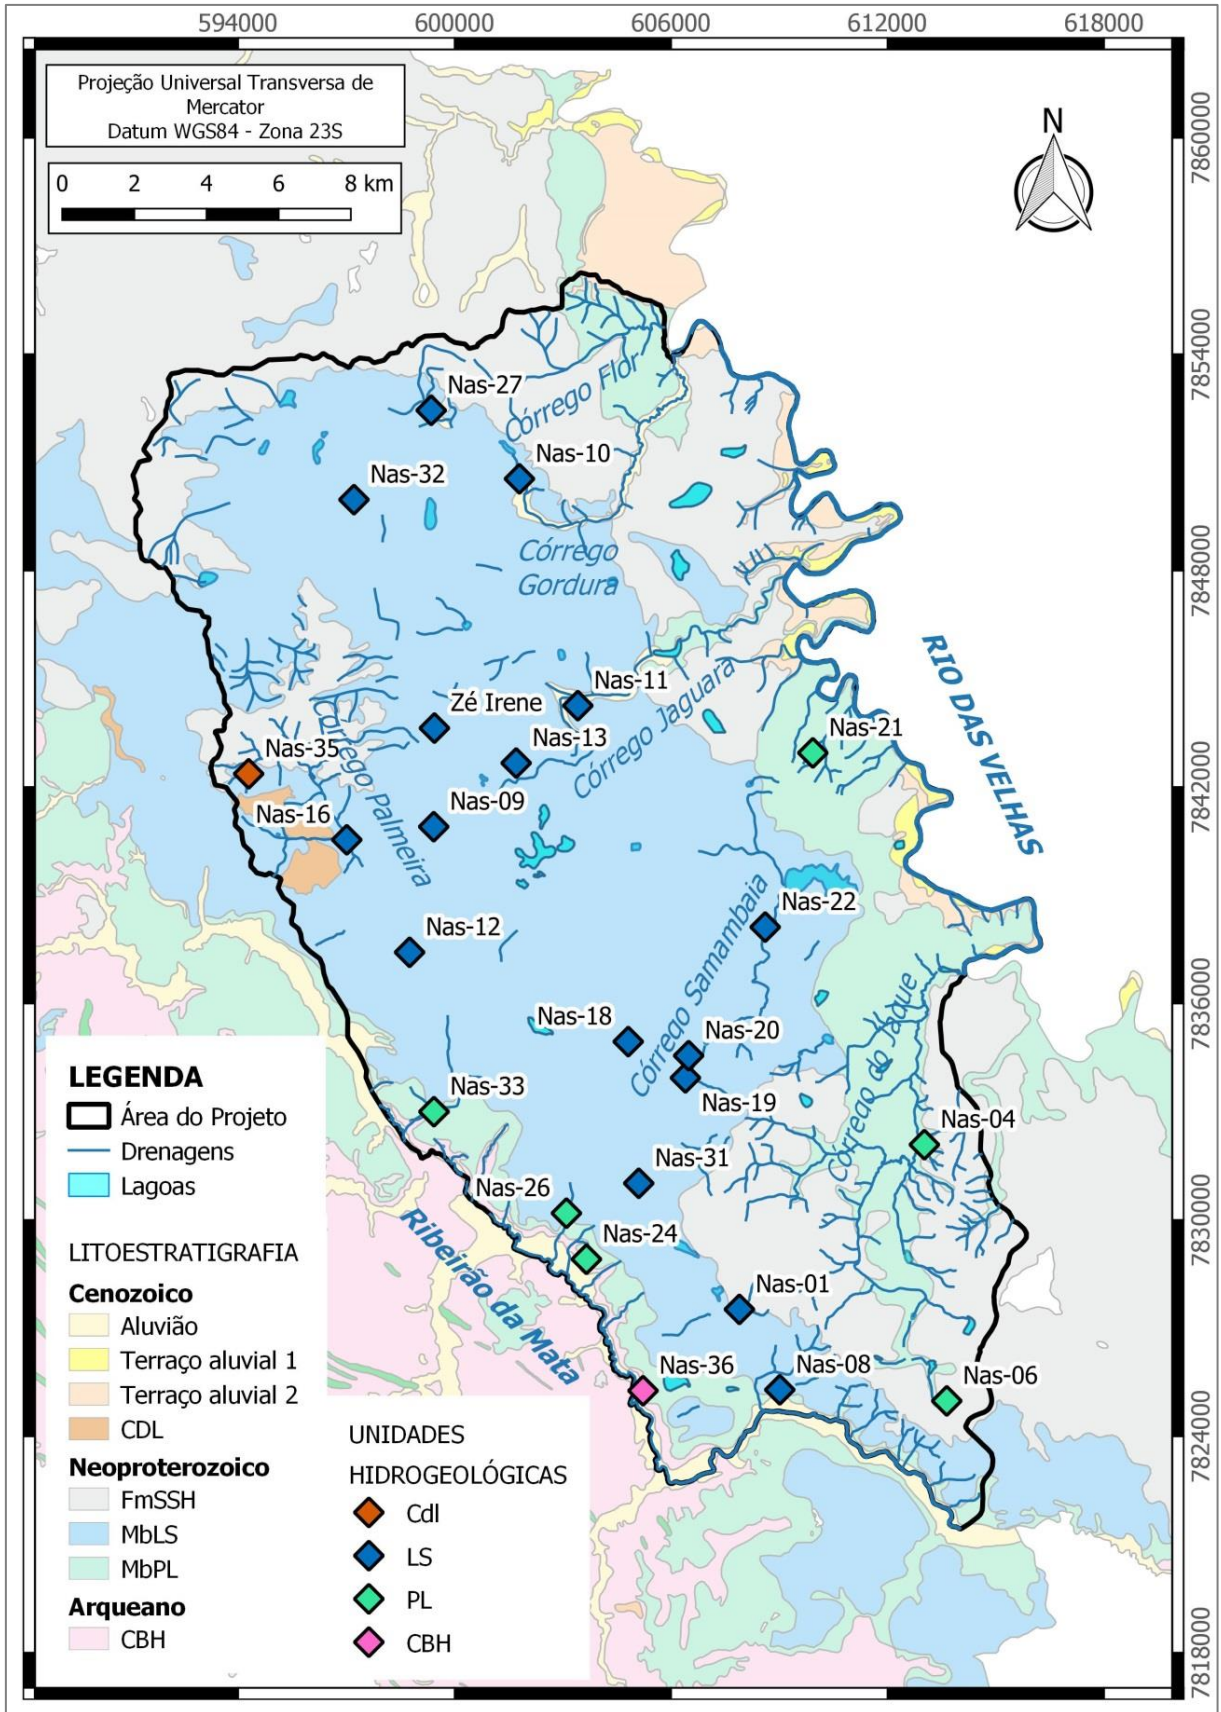 594000 600000 606000 612000 618000
Projeção Universal Transversa de
Mercator
Datum WGS84 - Zona 23S
0 2 4 6 8 km
N
7860000
7854000
7848000
7842000
7836000
7830000
7824000
7818000
Nas-27
Córrego Flor
Nas-10
Nas-32
Córrego
Gordura
RIO DAS VELHAS
Nas-11
Zé Irene
Nas-13
Córrego Jaguara
Nas-21
Nas-35
Córrego Palmeira
Nas-09
Nas-16
Nas-22
Nas-12
Córrego Samambaia
Córrego do Jaque
Nas-18
Nas-20
Nas-19
Nas-33
Nas-04
Nas-31
Nas-26
Nas-24
Ribeirão da Mata
Nas-01
Nas-36
Nas-08
Nas-06
LEGENDA
Área do Projeto
Drenagens
Lagoas
LITOESTRATIGRAFIA
Cenozoico
Aluvião
Terraço aluvial 1
Terraço aluvial 2
CDL
Neoproterozoico
FmSSH
MbLS
MbPL
Arqueano
CBH
UNIDADES
HIDROGEOLÓGICAS
Cdl
LS
PL
CBH